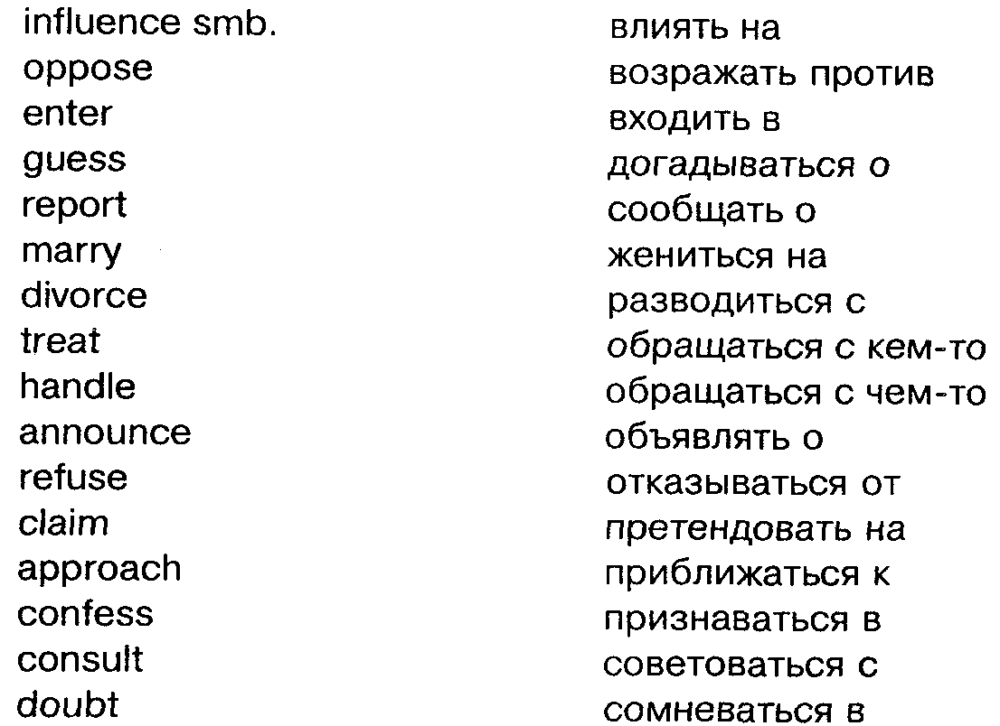 influence smb. влиять на
oppose возражать против
enter входить в
guess догадываться о
report сообщать о
marry жениться на
divorce разводиться с
treat обращаться с кем-то
handle обращаться с чем-то
announce объявлять о
refuse отказываться от
claim претендовать на
approach приближаться к
confess признаваться в
consult советоваться с
doubt сомневаться в